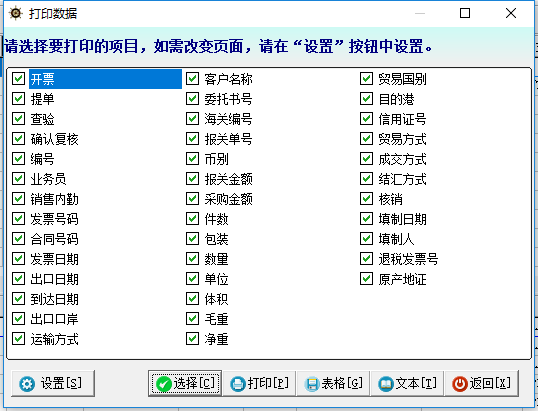 打印数据
请选择要打印的项目，如需改变页面，请在“设置”按钮中设置。
开票
提单
查验
确认复核
编号
业务员
销售内勤
发票号码
合同号码
发票日期
出口日期
到达日期
出口口岸
运输方式
客户名称
委托书号
海关编号
报关单号
币别
报关金额
采购金额
件数
包装
数量
单位
体积
毛重
净重
贸易国别
目的港
信用证号
贸易方式
成交方式
结汇方式
核销
填制日期
填制人
退税发票号
原产地证
设置[S] 选择[C] 打印[P] 表格[G] 文本[T] 返回[X]